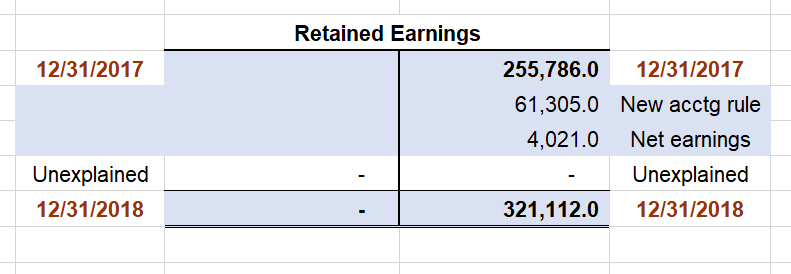 Retained Earnings
12/31/2017 255,786.0 12/31/2017
61,305.0 New acctg rule
4,021.0 Net earnings
Unexplained - - Unexplained
12/31/2018 - 321,112.0 12/31/2018